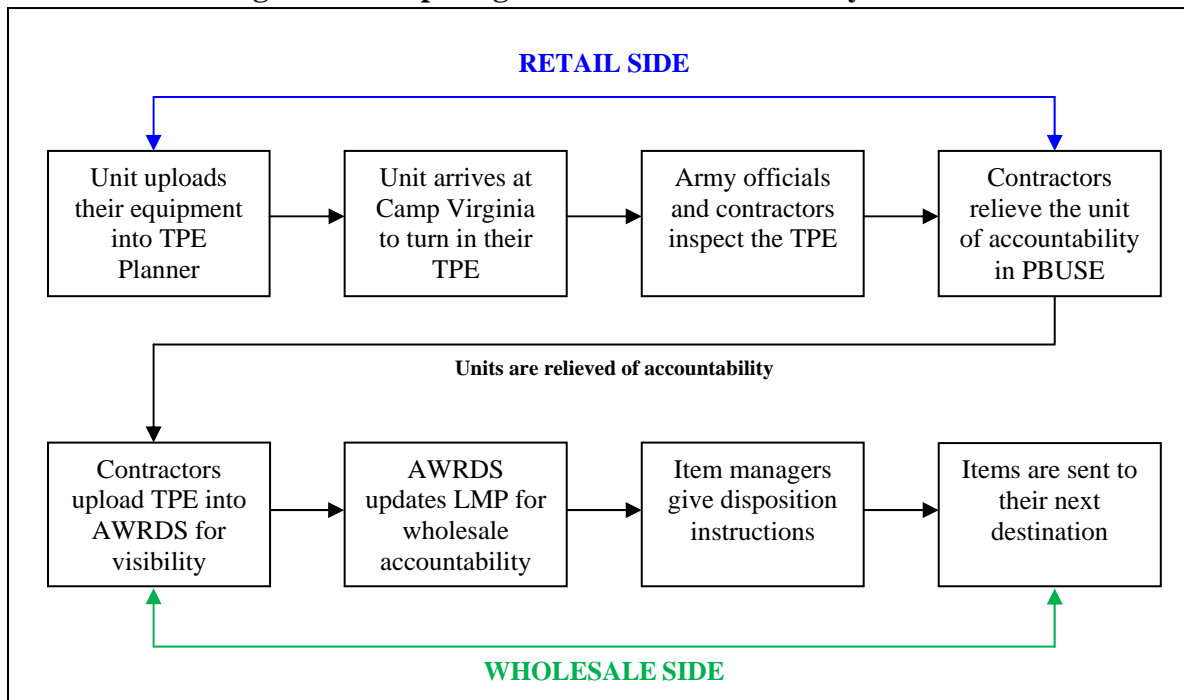 RETAIL SIDE
Unit uploads
their equipment
into TPE
Planner
Unit arrives at
Camp Virginia
to turn in their
TPE
Army officials
and contractors
inspect the TPE
Contractors
relieve the unit
of accountability
in PBUSE
Units are relieved of accountability
Contractors
upload TPE into
AWRDS for
visibility
AWRDS
updates LMP for
wholesale
accountability
Item managers
give disposition
instructions
Items are sent to
their next
destination
WHOLESALE SIDE